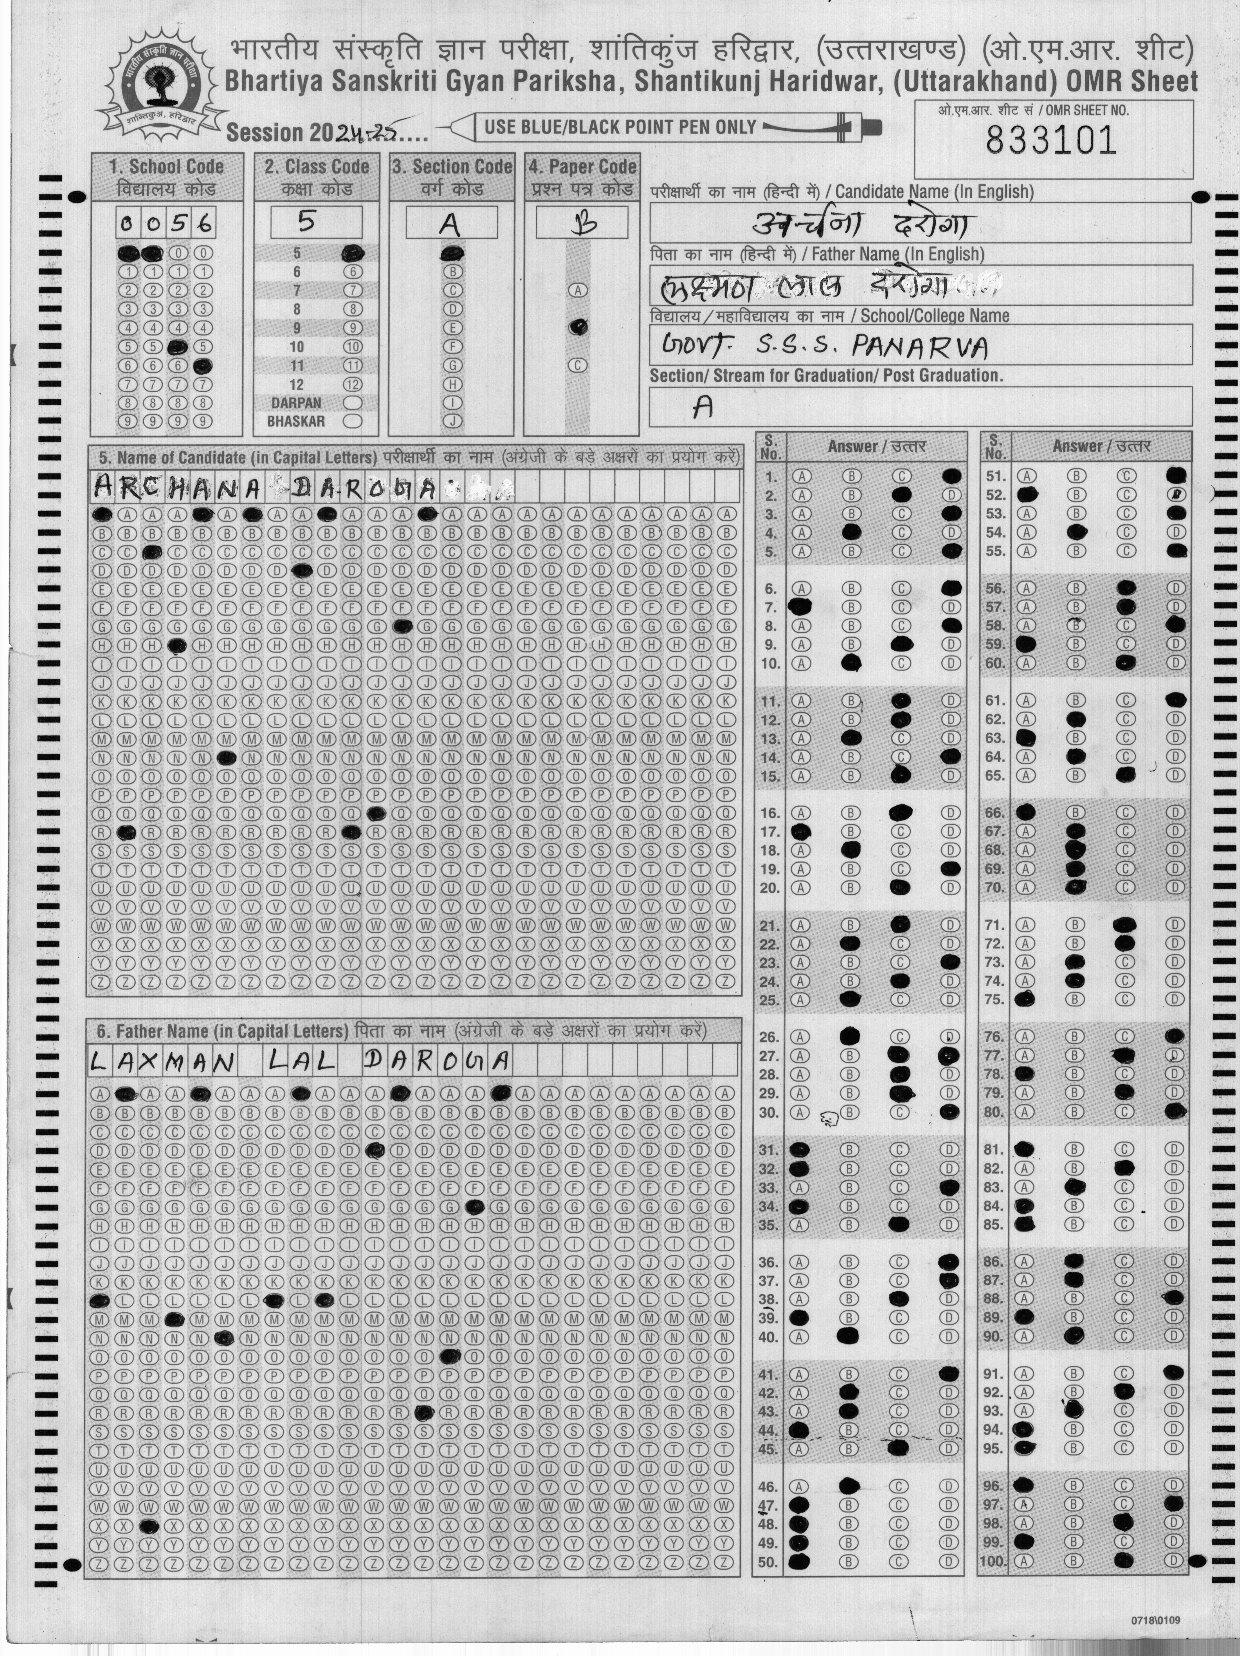 भारतीय संस्कृति ज्ञान परीक्षा, शांतिकुंज हरिद्वार, (उत्तराखण्ड) (ओ.एम.आर. शीट)
Bhartiya Sanskriti Gyan Pariksha, Shantikunj Haridwar, (Uttarakhand) OMR Sheet
Session 2024-25....
USE BLUE/BLACK POINT PEN ONLY
ओ.एम.आर. शीट सं / OMR SHEET NO.
833101
1. School Code
विद्यालय कोड
0 0 5 6
2. Class Code
कक्षा कोड
5
5
6
7
8
9
10
11
12
DARPAN
BHASKAR
3. Section Code
वर्ग कोड
A
4. Paper Code
प्रश्न पत्र कोड
B
परीक्षार्थी का नाम (हिन्दी में) / Candidate Name (In English)
अर्चना दरोगा
पिता का नाम (हिन्दी में) / Father Name (In English)
लक्ष्मण लाल दरोगा
विद्यालय/महाविद्यालय का नाम / School/College Name
GOVT. S.S.S. PANARVA
Section/ Stream for Graduation/ Post Graduation.
A
5. Name of Candidate (in Capital Letters) परीक्षार्थी का नाम (अंग्रेजी के बड़े अक्षरों का प्रयोग करें)
ARCHANA DAROGA
6. Father Name (in Capital Letters) पिता का नाम (अंग्रेजी के बड़े अक्षरों का प्रयोग करें)
LAXMAN LAL DAROGA
S. No. Answer / उत्तर
S. No. Answer / उत्तर
0718\0109